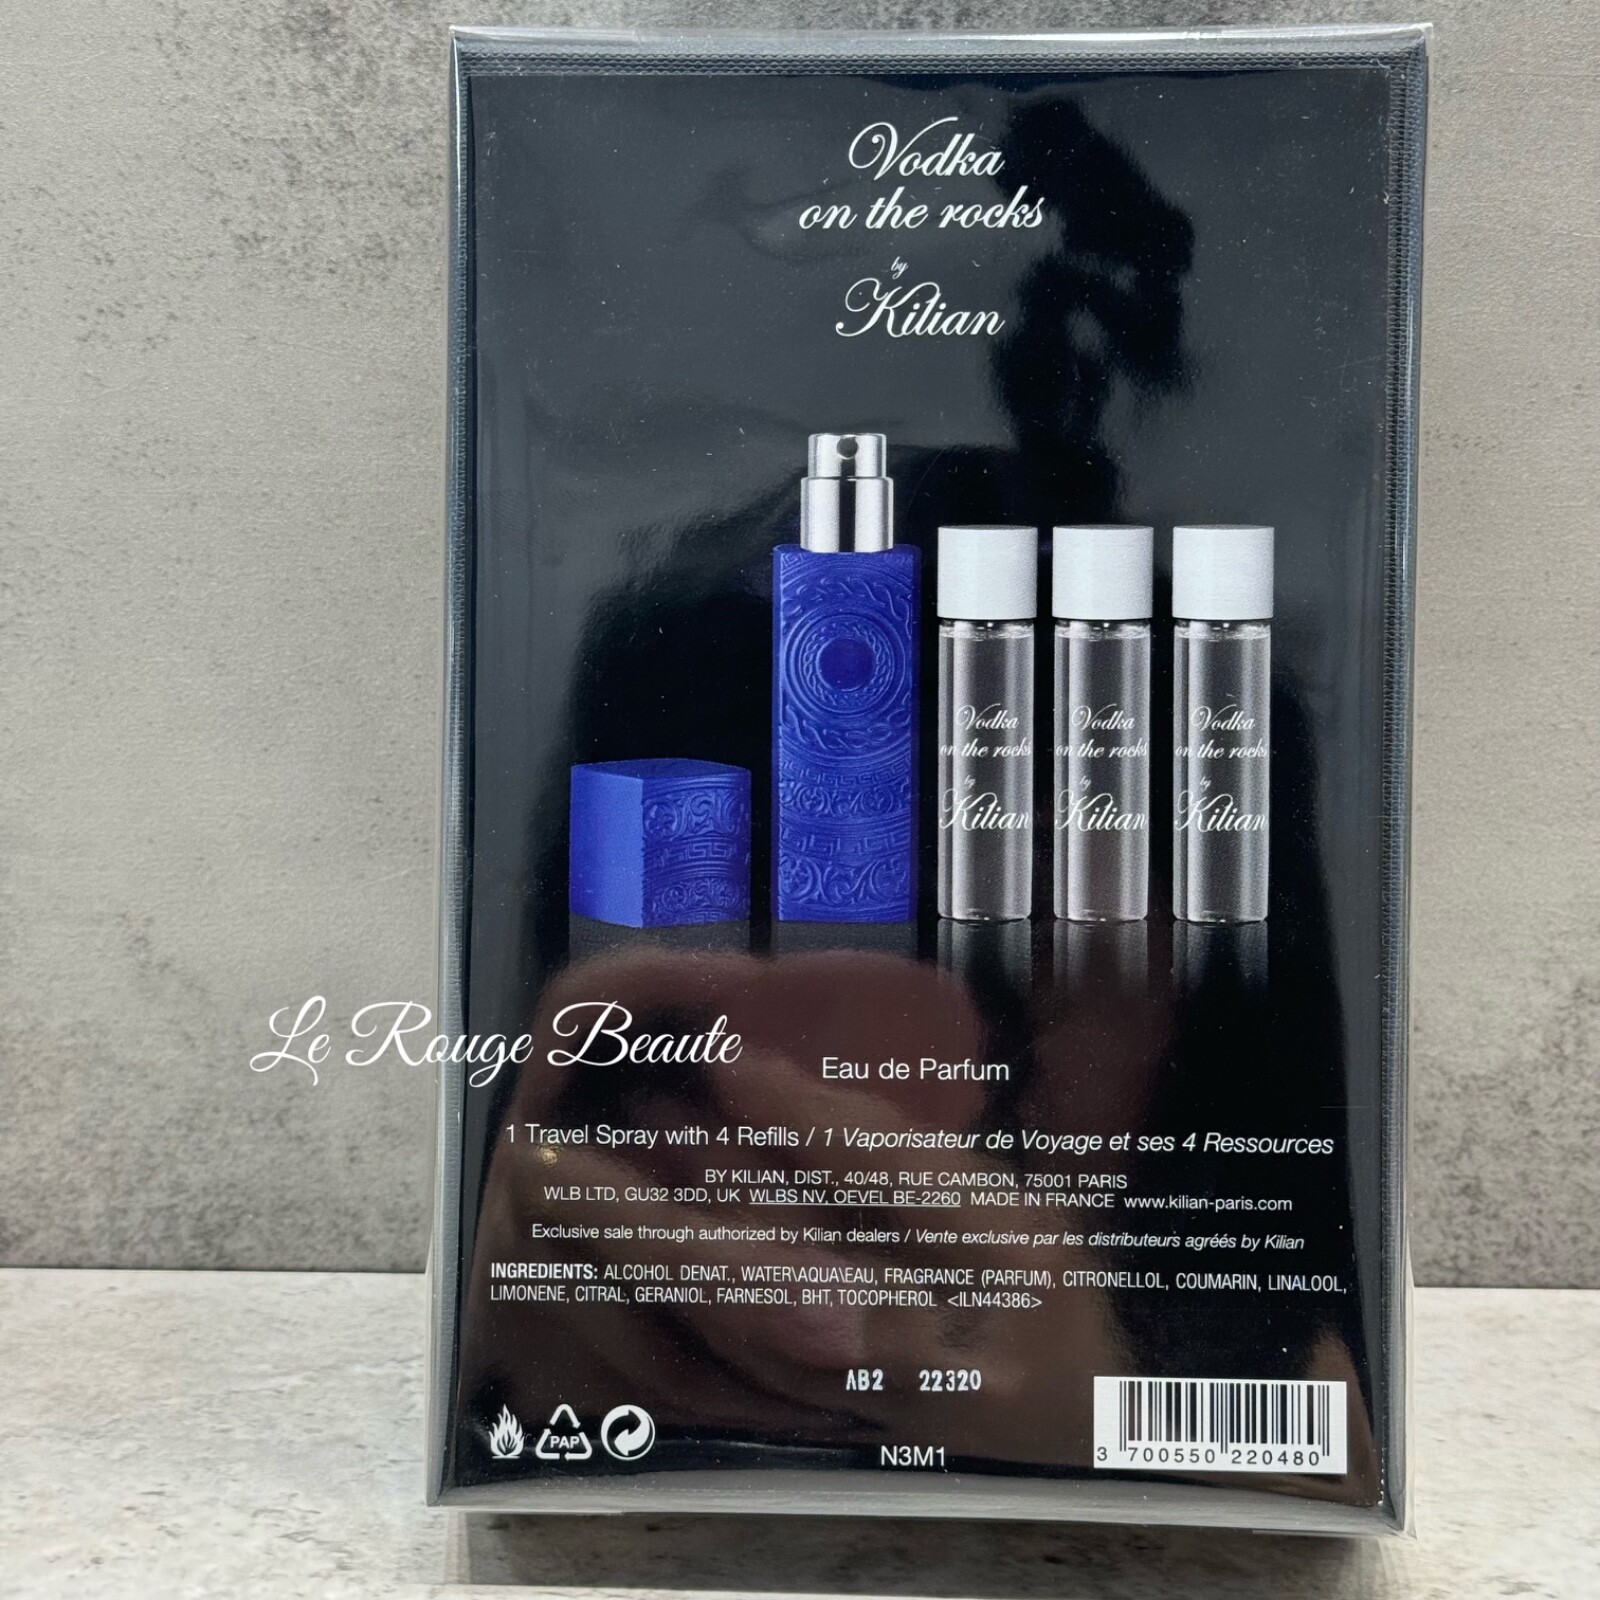 Vodka
on the rocks
by
Kilian
Vodka
on the rocks
by
Kilian
Vodka
on the rocks
by
Kilian
Vodka
on the rocks
by
Kilian
Le Rouge Beaute
Eau de Parfum
1 Travel Spray with 4 Refills / 1 Vaporisateur de Voyage et ses 4 Ressources
BY KILIAN, DIST., 40/48, RUE CAMBON, 75001 PARIS
WLB LTD, GU32 3DD, UK WLBS NV, OEVEL BE-2260 MADE IN FRANCE www.kilian-paris.com
Exclusive sale through authorized by Kilian dealers / Vente exclusive par les distributeurs agréés by Kilian
INGREDIENTS: ALCOHOL DENAT., WATER\AQUA\EAU, FRAGRANCE (PARFUM), CITRONELLOL, COUMARIN, LINALOOL,
LIMONENE, CITRAL, GERANIOL, FARNESOL, BHT, TOCOPHEROL <ILN44386>
AB2 22320
PAP
N3M1
3 700550 220480